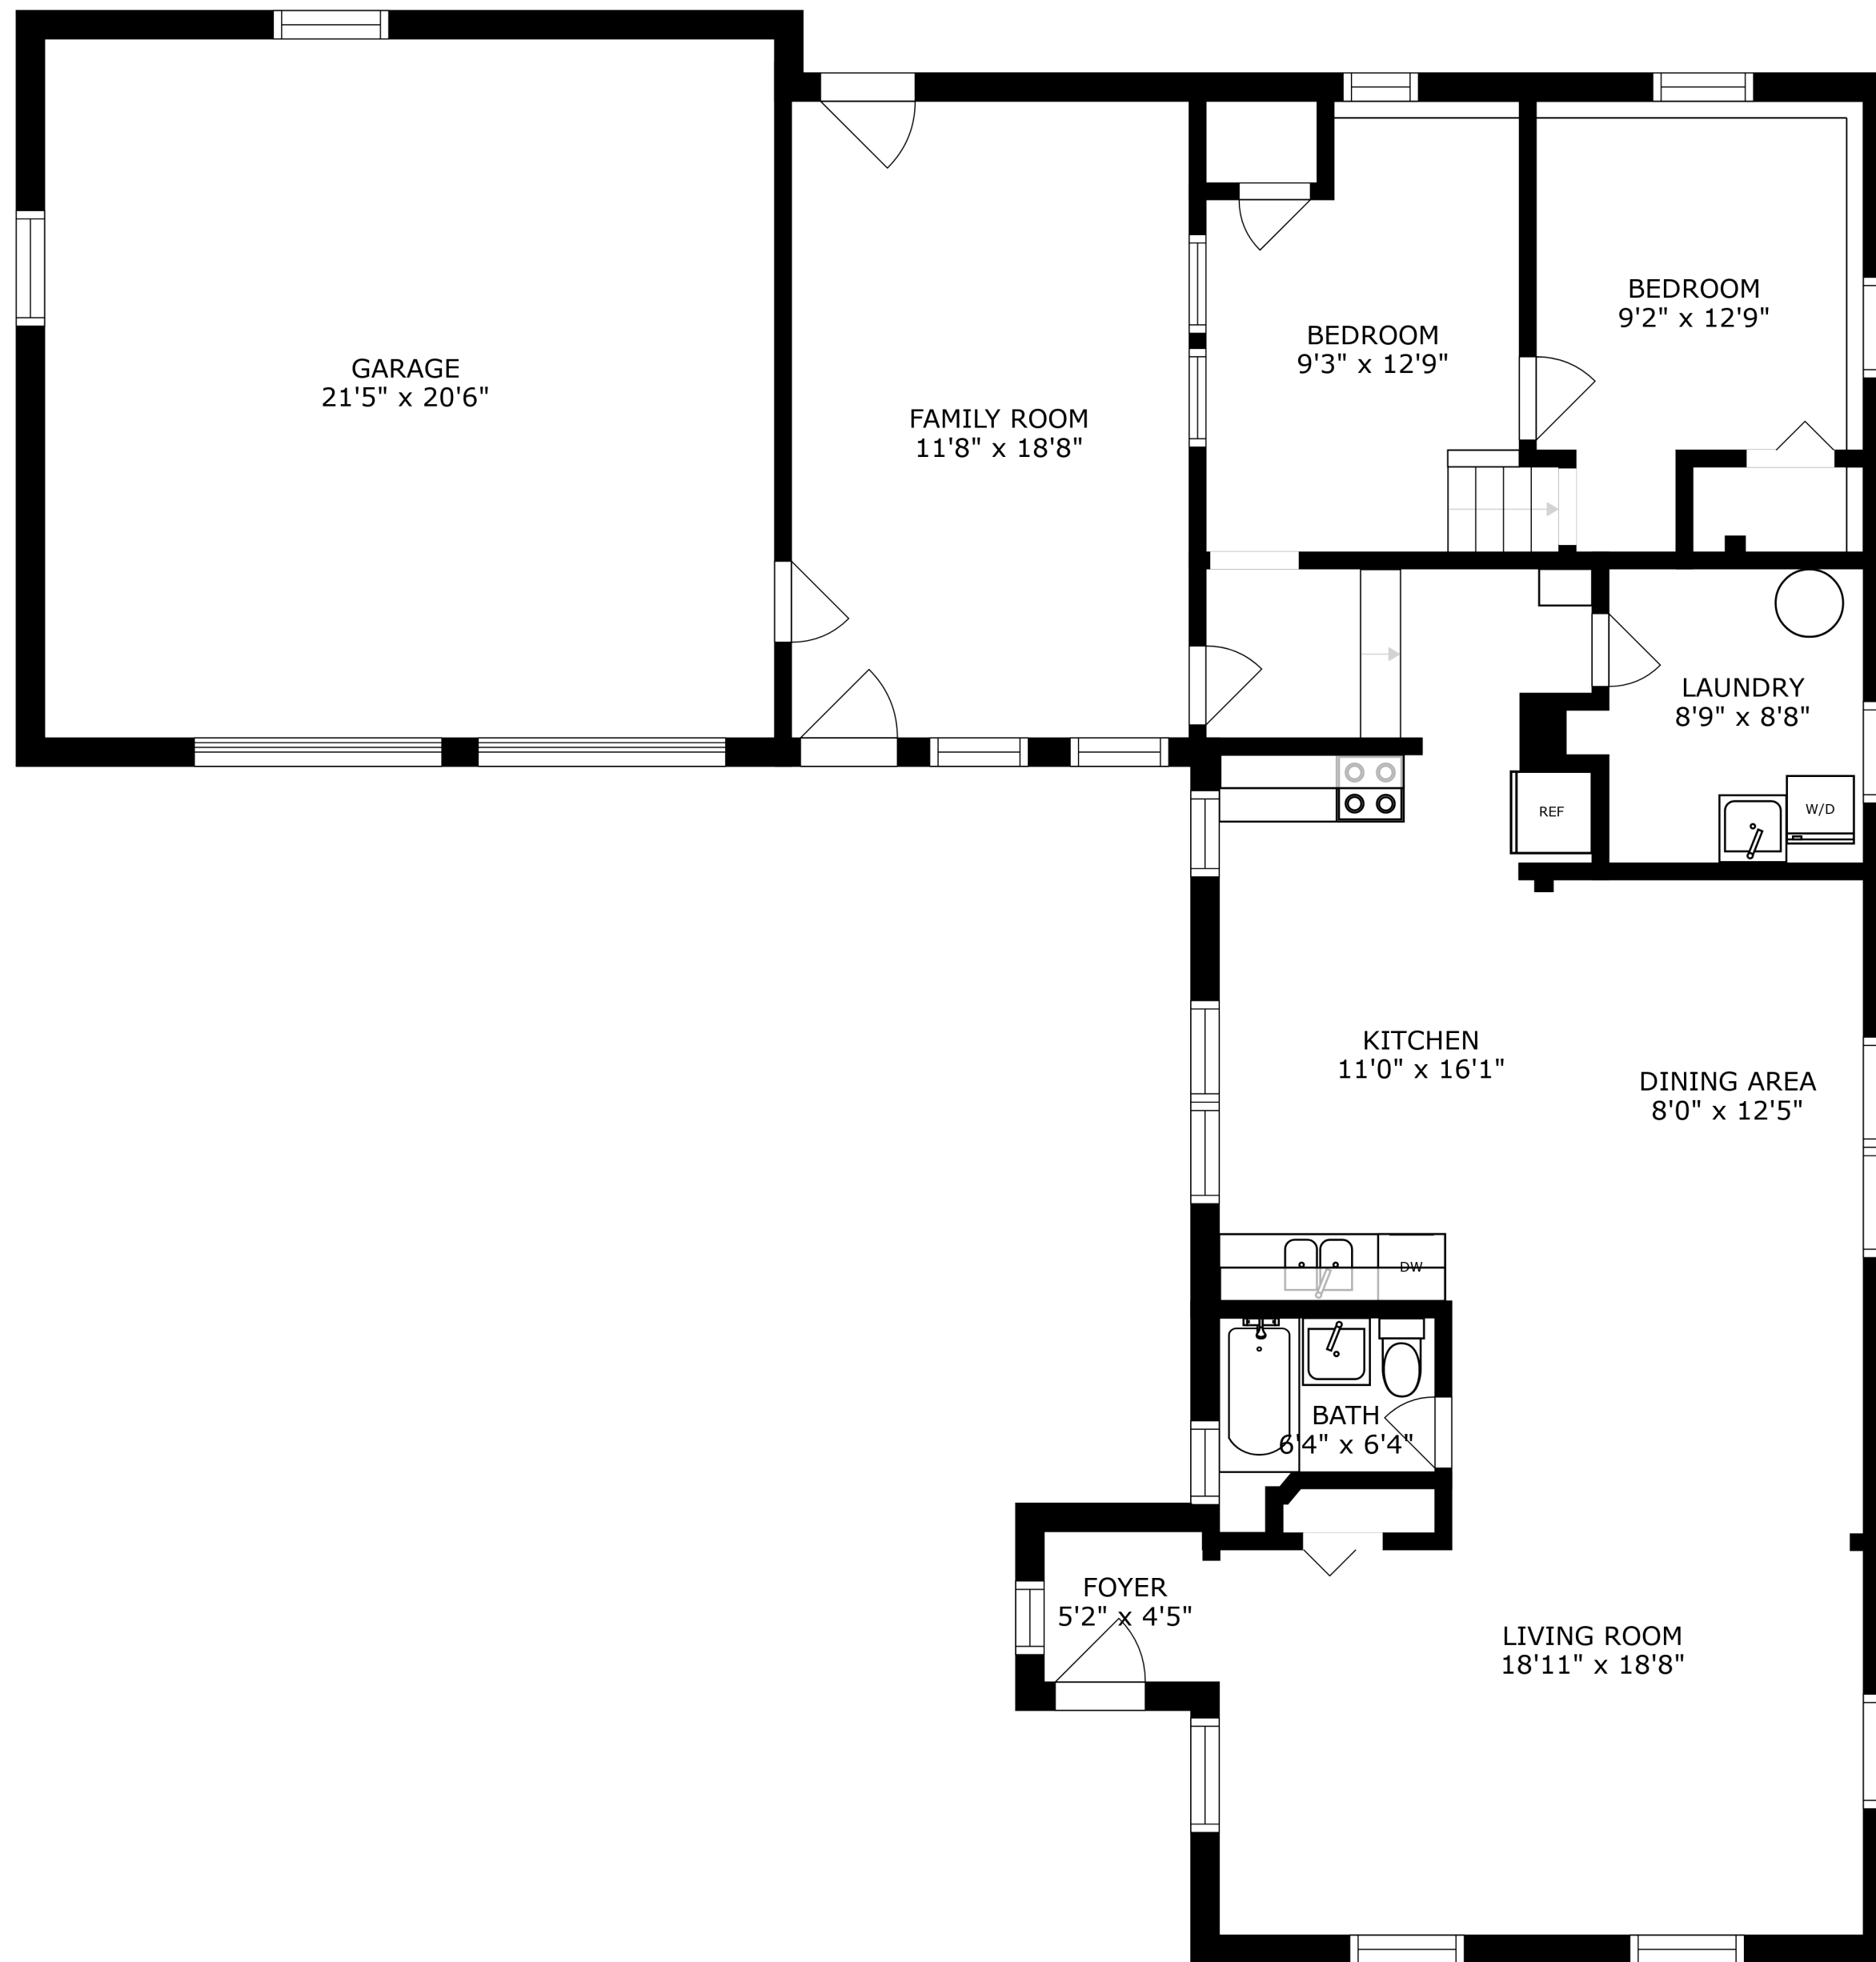 GARAGE
21'5" x 20'6"
FAMILY ROOM
11'8" x 18'8"
BEDROOM
9'3" x 12'9"
BEDROOM
9'2" x 12'9"
LAUNDRY
8'9" x 8'8"
REF
W/D
KITCHEN
11'0" x 16'1"
DINING AREA
8'0" x 12'5"
DW
BATH
6'4" x 6'4"
FOYER
5'2" x 4'5"
LIVING ROOM
18'11" x 18'8"